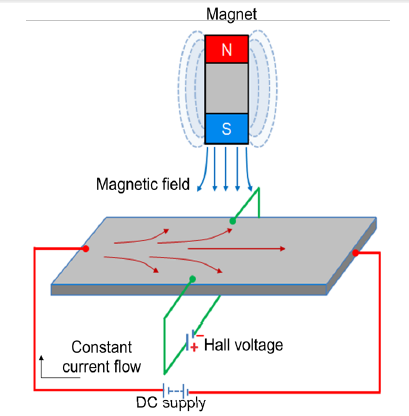 Magnet
N
S
Magnetic field
Hall voltage
Constant
current flow
DC supply